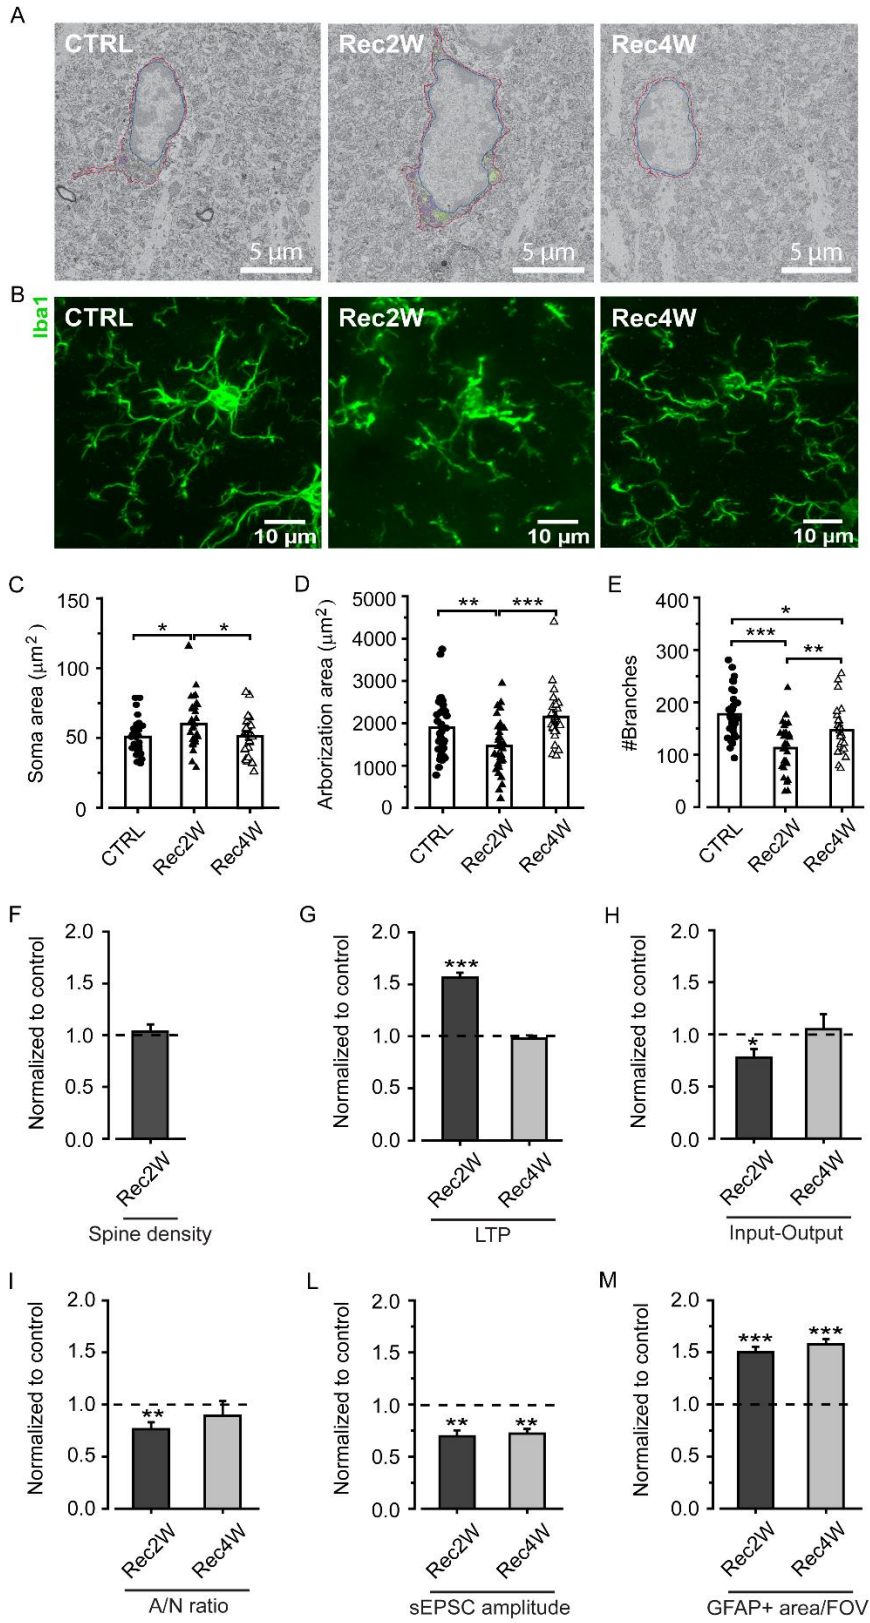 A
CTRL
Rec2W
Rec4W
5 µm
5 µm
5 µm
B
Iba1
CTRL
Rec2W
Rec4W
10 µm
10 µm
10 µm
C
Soma area (µm²)
150
100
50
0
CTRL
Rec2W
Rec4W
*
*
D
Arborization area (µm²)
5000
4000
3000
2000
1000
0
CTRL
Rec2W
Rec4W
**
***
E
#Branches
400
300
200
100
0
CTRL
Rec2W
Rec4W
*
***
**
F
Normalized to control
2.0
1.5
1.0
0.5
0.0
Rec2W
Spine density
G
Normalized to control
2.0
1.5
1.0
0.5
0.0
***
Rec2W
Rec4W
LTP
H
Normalized to control
2.0
1.5
1.0
0.5
0.0
*
Rec2W
Rec4W
Input-Output
I
Normalized to control
2.0
1.5
1.0
0.5
0.0
**
Rec2W
Rec4W
A/N ratio
L
Normalized to control
2.0
1.5
1.0
0.5
0.0
**
**
Rec2W
Rec4W
sEPSC amplitude
M
Normalized to control
2.0
1.5
1.0
0.5
0.0
***
***
Rec2W
Rec4W
GFAP+ area/FOV